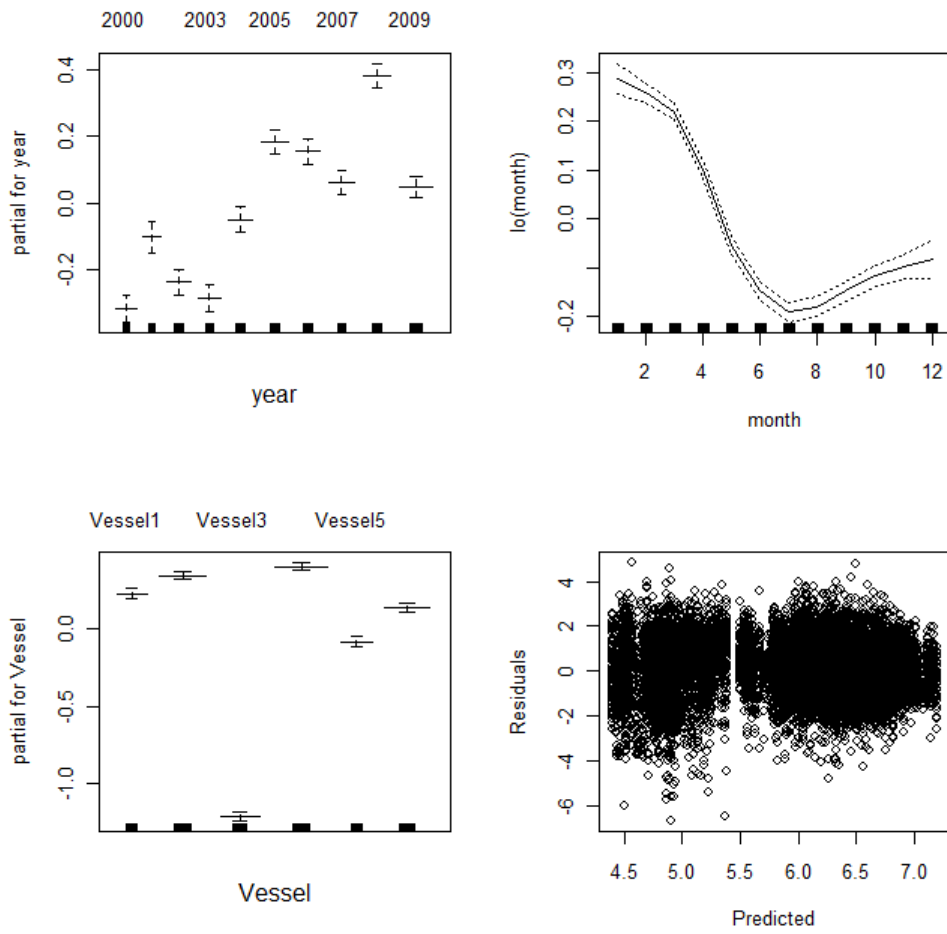 2000 2003 2005 2007 2009
0.4
0.2
0.0
-0.2
partial for year
year
0.3
0.2
0.1
0.0
-0.2
lo(month)
2 4 6 8 10 12
month
Vessel1 Vessel3 Vessel5
0.0
-0.5
-1.0
partial for Vessel
Vessel
4
2
0
-2
-4
-6
Residuals
4.5 5.0 5.5 6.0 6.5 7.0
Predicted